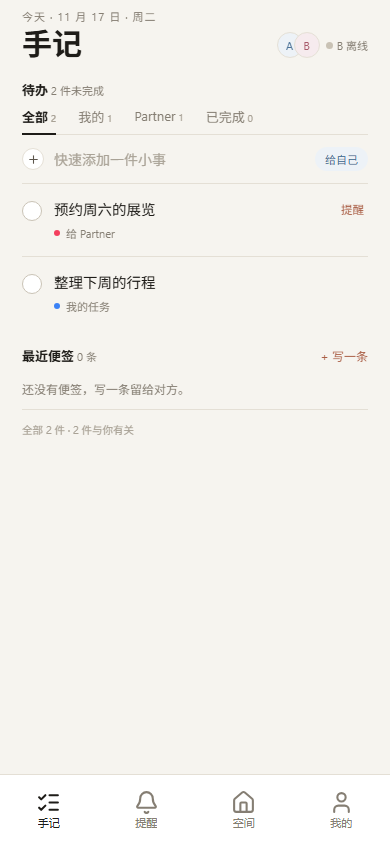 今天 · 11 月 17 日 · 周二
手记
A B B 离线
待办 2 件未完成
全部 2 我的 1 Partner 1 已完成 0
+ 快速添加一件小事 给自己
预约周六的展览 提醒
给 Partner
整理下周的行程
我的任务
最近便签 0 条 + 写一条
还没有便签，写一条留给对方。
全部 2 件 · 2 件与你有关
手记 提醒 空间 我的